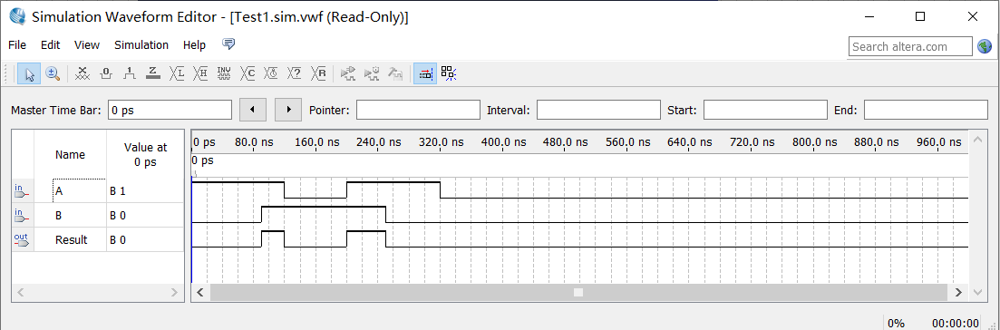 Simulation Waveform Editor - [Test1.sim.vwf (Read-Only)]
File Edit View Simulation Help
Search altera.com
Master Time Bar: 0 ps Pointer: Interval: Start: End:
Name Value at 0 ps
0 ps 80.0 ns 160.0 ns 240.0 ns 320.0 ns 400.0 ns 480.0 ns 560.0 ns 640.0 ns 720.0 ns 800.0 ns 880.0 ns 960.0 ns
0 ps
in A B 1
in B B 0
out Result B 0
0% 00:00:00